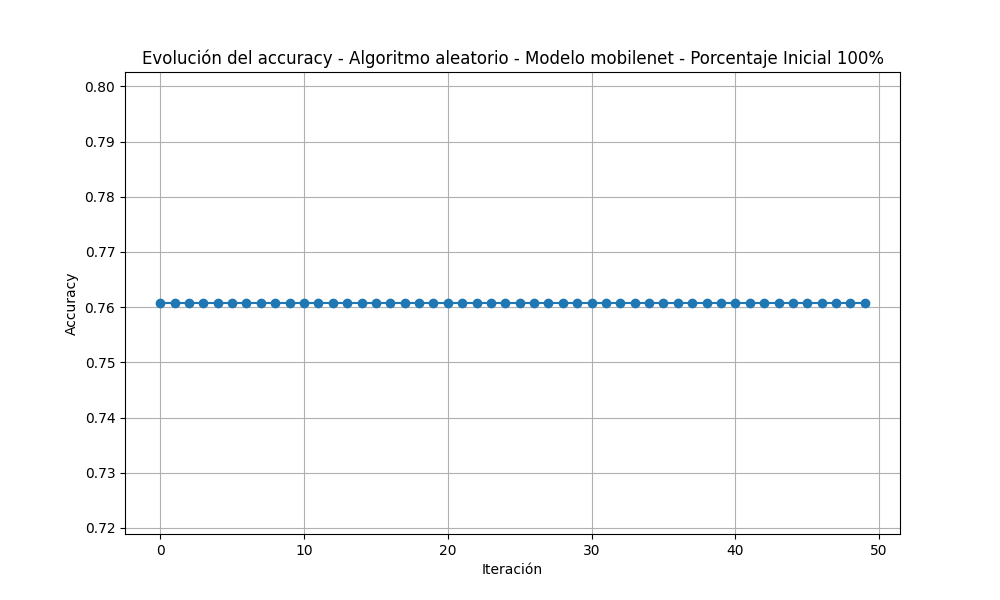 Evolución del accuracy - Algoritmo aleatorio - Modelo mobilenet - Porcentaje Inicial 100%
0.80
0.79
0.78
0.77
0.76
0.75
0.74
0.73
0.72
Accuracy
0 10 20 30 40 50
Iteración